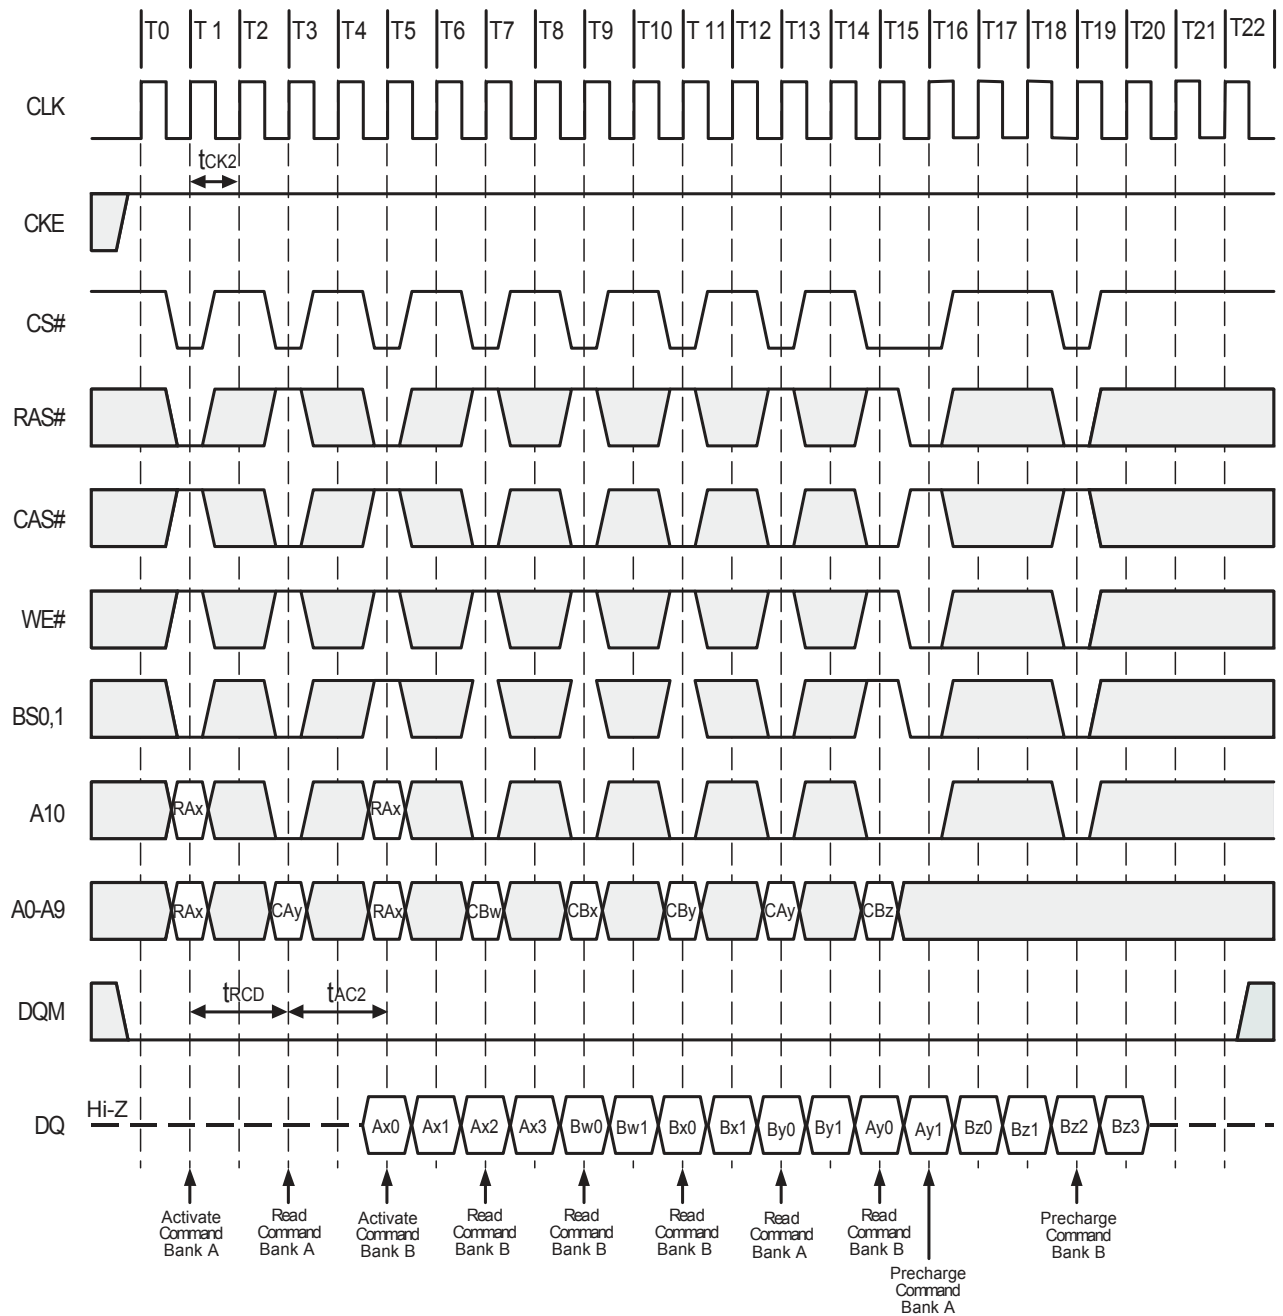 T0 T 1 T2 T3 T4 T5 T6 T7 T8 T9 T10 T 11 T12 T13 T14 T15 T16 T17 T18 T19 T20 T21 T22
CLK
tCK2
CKE
CS#
RAS#
CAS#
WE#
BS0,1
A10 RAx RAx
A0-A9 RAx CAy RAx CBw CBx CBy CAy CBz
DQM tRCD tAC2
Hi-Z
DQ Ax0 Ax1 Ax2 Ax3 Bw0 Bw1 Bx0 Bx1 By0 By1 Ay0 Ay1 Bz0 Bz1 Bz2 Bz3
Activate
Command
Bank A
Read
Command
Bank A
Activate
Command
Bank B
Read
Command
Bank B
Read
Command
Bank B
Read
Command
Bank B
Read
Command
Bank A
Read
Command
Bank B
Precharge
Command
Bank A
Precharge
Command
Bank B